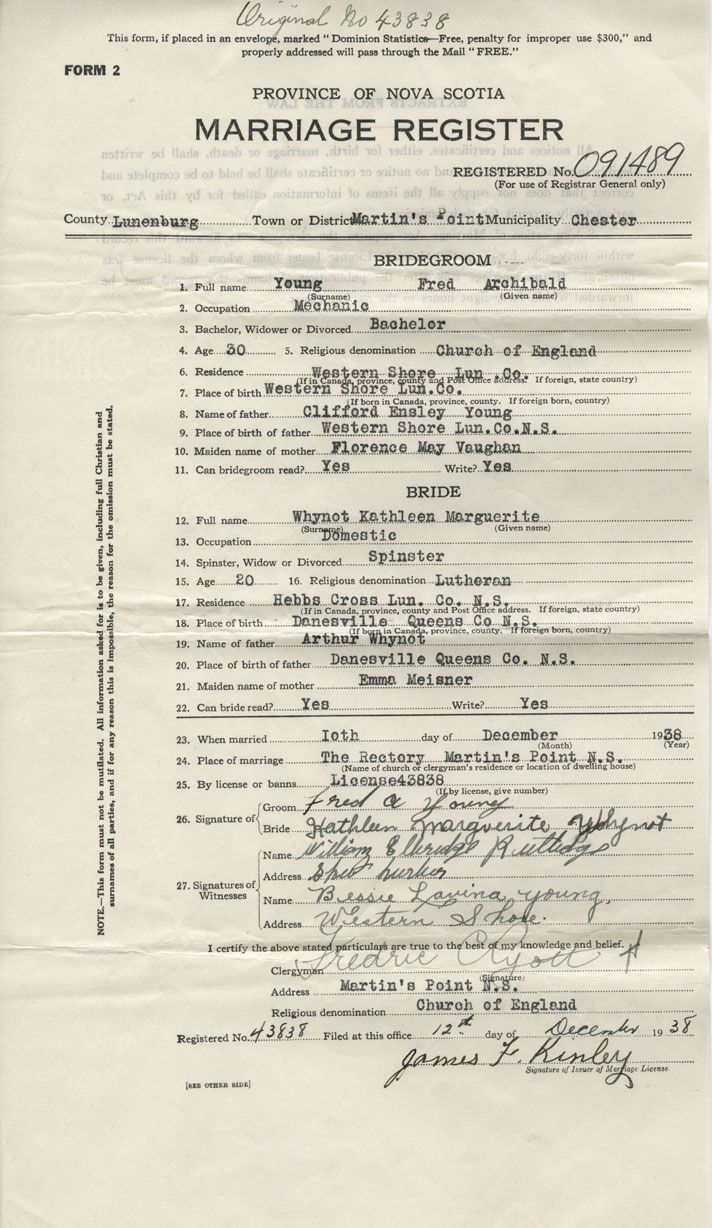 Original No 43838
This form, if placed in an envelope, marked "Dominion Statistics—Free, penalty for improper use $300," and
properly addressed will pass through the Mail "FREE."
FORM 2
PROVINCE OF NOVA SCOTIA
MARRIAGE REGISTER
REGISTERED No. 091489
(For use of Registrar General only)
County Lunenburg Town or District Martin's Point Municipality Chester
BRIDEGROOM
1. Full name Young Fred Archibald
(Surname) (Given name)
2. Occupation Mechanic
3. Bachelor, Widower or Divorced Bachelor
4. Age 30 5. Religious denomination Church of England
6. Residence Western Shore Lun .Co.
(If in Canada, province, county and Post Office address. If foreign, state country)
7. Place of birth Western Shore Lun.Co.
(If born in Canada, province, county. If foreign born, country)
8. Name of father Clifford Ensley Young
9. Place of birth of father Western Shore Lun.Co.N.S.
10. Maiden name of mother Florence May Vaughan
11. Can bridegroom read? Yes Write? Yes
BRIDE
12. Full name Whynot Kathleen Marguerite
(Surname) (Given name)
13. Occupation Domestic
14. Spinster, Widow or Divorced Spinster
15. Age 20 16. Religious denomination Lutheran
17. Residence Hebbs Cross Lun. Co. N.S.
(If in Canada, province, county and Post Office address. If foreign, state country)
18. Place of birth Danesville Queens Co N.S.
(If born in Canada, province, county. If foreign born, country)
19. Name of father Arthur Whynot
20. Place of birth of father Danesville Queens Co. N.S.
21. Maiden name of mother Emma Meisner
22. Can bride read? Yes Write? Yes
23. When married Ioth day of December 1938
(Month) (Year)
24. Place of marriage The Rectory Martin's Point N.S.
(Name of church or clergyman's residence or location of dwelling house)
25. By license or banns License43838
(If by license, give number)
26. Signature of Groom Fred A Young
Bride Kathleen Marguerite Whynot
27. Signatures of Witnesses Name William Elbridge Rutledge
Address
Name Bessie Lavina Young,
Address Western Shore.
I certify the above stated particulars are true to the best of my knowledge and belief.
Clergyman Fredric Ayott
(Signature)
Address Martin's Point N.S.
Religious denomination Church of England
Registered No. 43838 Filed at this office 12th day of December 1938
James F. Kinley
Signature of Issuer of Marriage License.
[SEE OTHER SIDE]
NOTE.—This form must not be mutilated. All information asked for is to be given, including full Christian and
surnames of all parties, and if for any reason this is impossible, the reason for the omission must be stated.